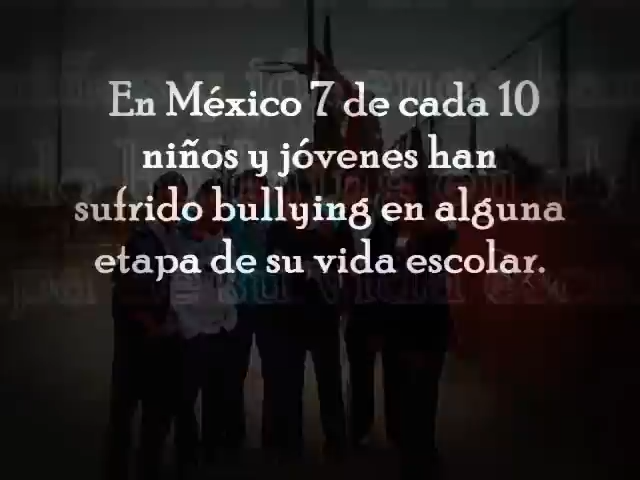 En México 7 de cada 10
niños y jóvenes han
sufrido bullying en alguna
etapa de su vida escolar.